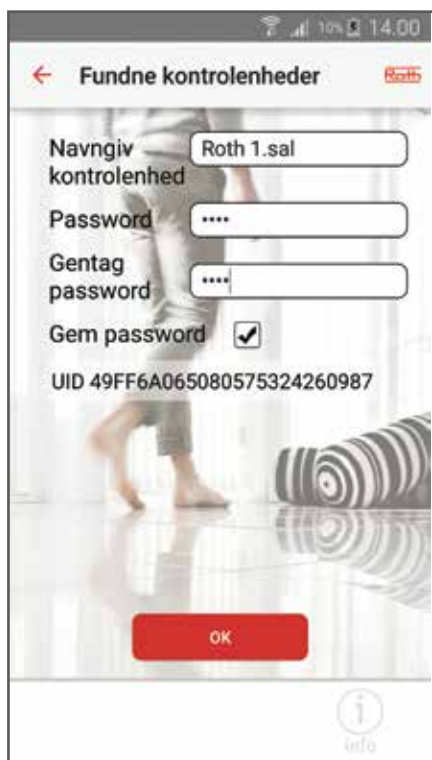 10% 14.00
Fundne kontrolenheder
Roth
Navngiv
kontrolenhed
Roth 1.sal
Password
••••
Gentag
password
••••
Gem password
UID 49FF6A065080575324260987
OK
info